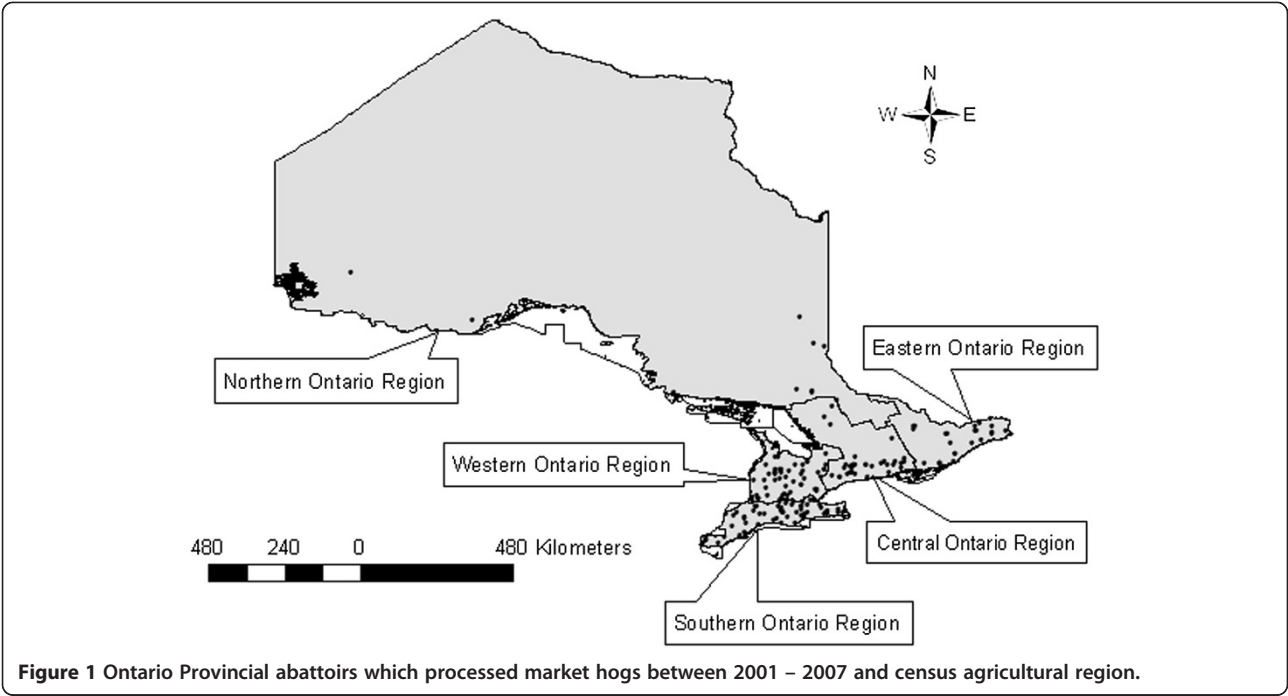 N
W E
S
Eastern Ontario Region
Northern Ontario Region
Western Ontario Region
Central Ontario Region
480 240 0 480 Kilometers
Southern Ontario Region
Figure 1 Ontario Provincial abattoirs which processed market hogs between 2001 – 2007 and census agricultural region.